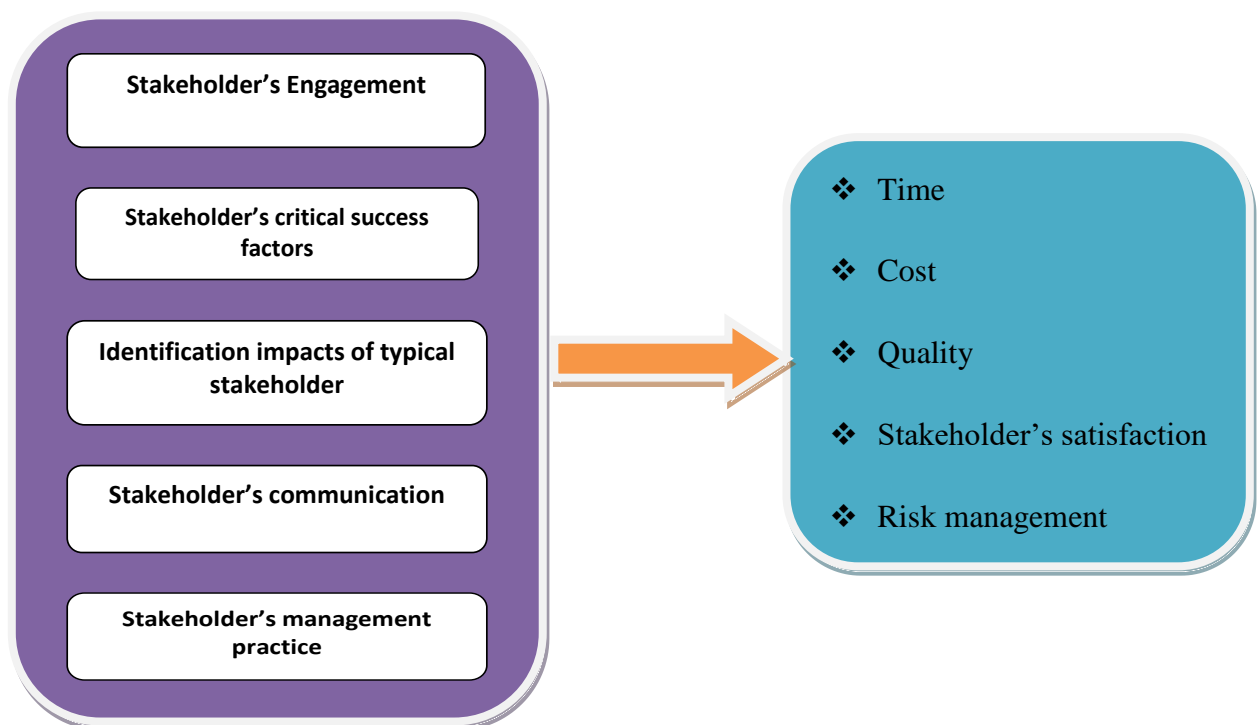 Stakeholder’s Engagement
Stakeholder’s critical success
factors
Identification impacts of typical
stakeholder
Stakeholder’s communication
Stakeholder’s management
practice
❖ Time
❖ Cost
❖ Quality
❖ Stakeholder’s satisfaction
❖ Risk management